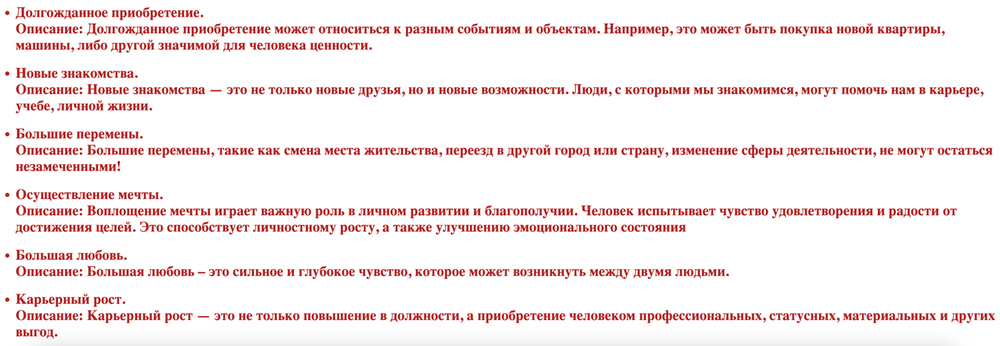 • Долгожданное приобретение.
Описание: Долгожданное приобретение может относиться к разным событиям и объектам. Например, это может быть покупка новой квартиры,
машины, либо другой значимой для человека ценности.
• Новые знакомства.
Описание: Новые знакомства — это не только новые друзья, но и новые возможности. Люди, с которыми мы знакомимся, могут помочь нам в карьере,
учебе, личной жизни.
• Большие перемены.
Описание: Большие перемены, такие как смена места жительства, переезд в другой город или страну, изменение сферы деятельности, не могут остаться
незамеченными!
• Осуществление мечты.
Описание: Воплощение мечты играет важную роль в личном развитии и благополучии. Человек испытывает чувство удовлетворения и радости от
достижения целей. Это способствует личностному росту, а также улучшению эмоционального состояния
• Большая любовь.
Описание: Большая любовь – это сильное и глубокое чувство, которое может возникнуть между двумя людьми.
• Карьерный рост.
Описание: Карьерный рост — это не только повышение в должности, а приобретение человеком профессиональных, статусных, материальных и других
выгод.